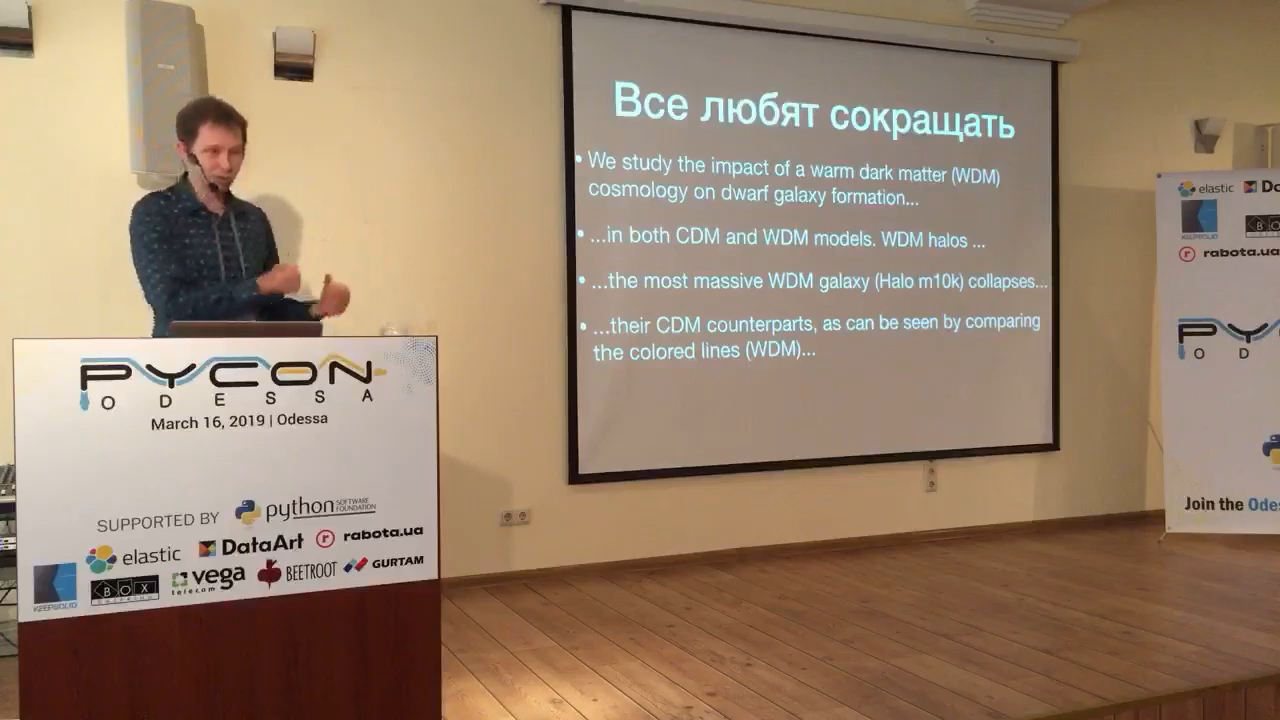 Все любят сокращать
• We study the impact of a warm dark matter (WDM)
cosmology on dwarf galaxy formation...
• ...in both CDM and WDM models. WDM halos ...
• ...the most massive WDM galaxy (Halo m10k) collapses...
• ...their CDM counterparts, as can be seen by comparing
the colored lines (WDM)...
PYCON
ODESSA
March 16, 2019 | Odessa
SUPPORTED BY python SOFTWARE
FOUNDATION
elastic DataArt r rabota.ua
KEEPSOLID BOX vega telecom BEETROOT GURTAM
elastic Da
KEEPSOLID BOX
r rabota.ua
PY
O D
Join the Odes